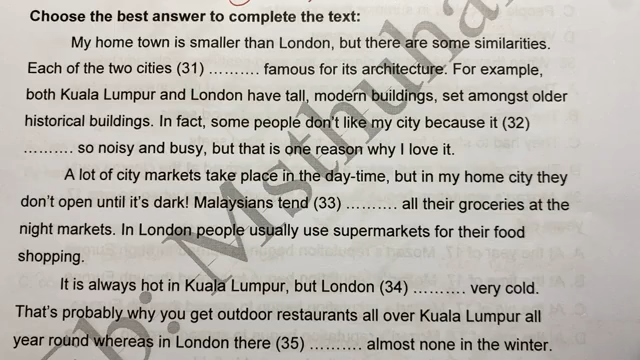 Choose the best answer to complete the text:
My home town is smaller than London, but there are some similarities.
Each of the two cities (31) .......... famous for its architecture. For example,
both Kuala Lumpur and London have tall, modern buildings, set amongst older
historical buildings. In fact, some people don't like my city because it (32)
.......... so noisy and busy, but that is one reason why I love it.
A lot of city markets take place in the day-time, but in my home city they
don't open until it's dark! Malaysians tend (33) .......... all their groceries at the
night markets. In London people usually use supermarkets for their food
shopping.
It is always hot in Kuala Lumpur, but London (34) .......... very cold.
That's probably why you get outdoor restaurants all over Kuala Lumpur all
year round whereas in London there (35) .......... almost none in the winter.